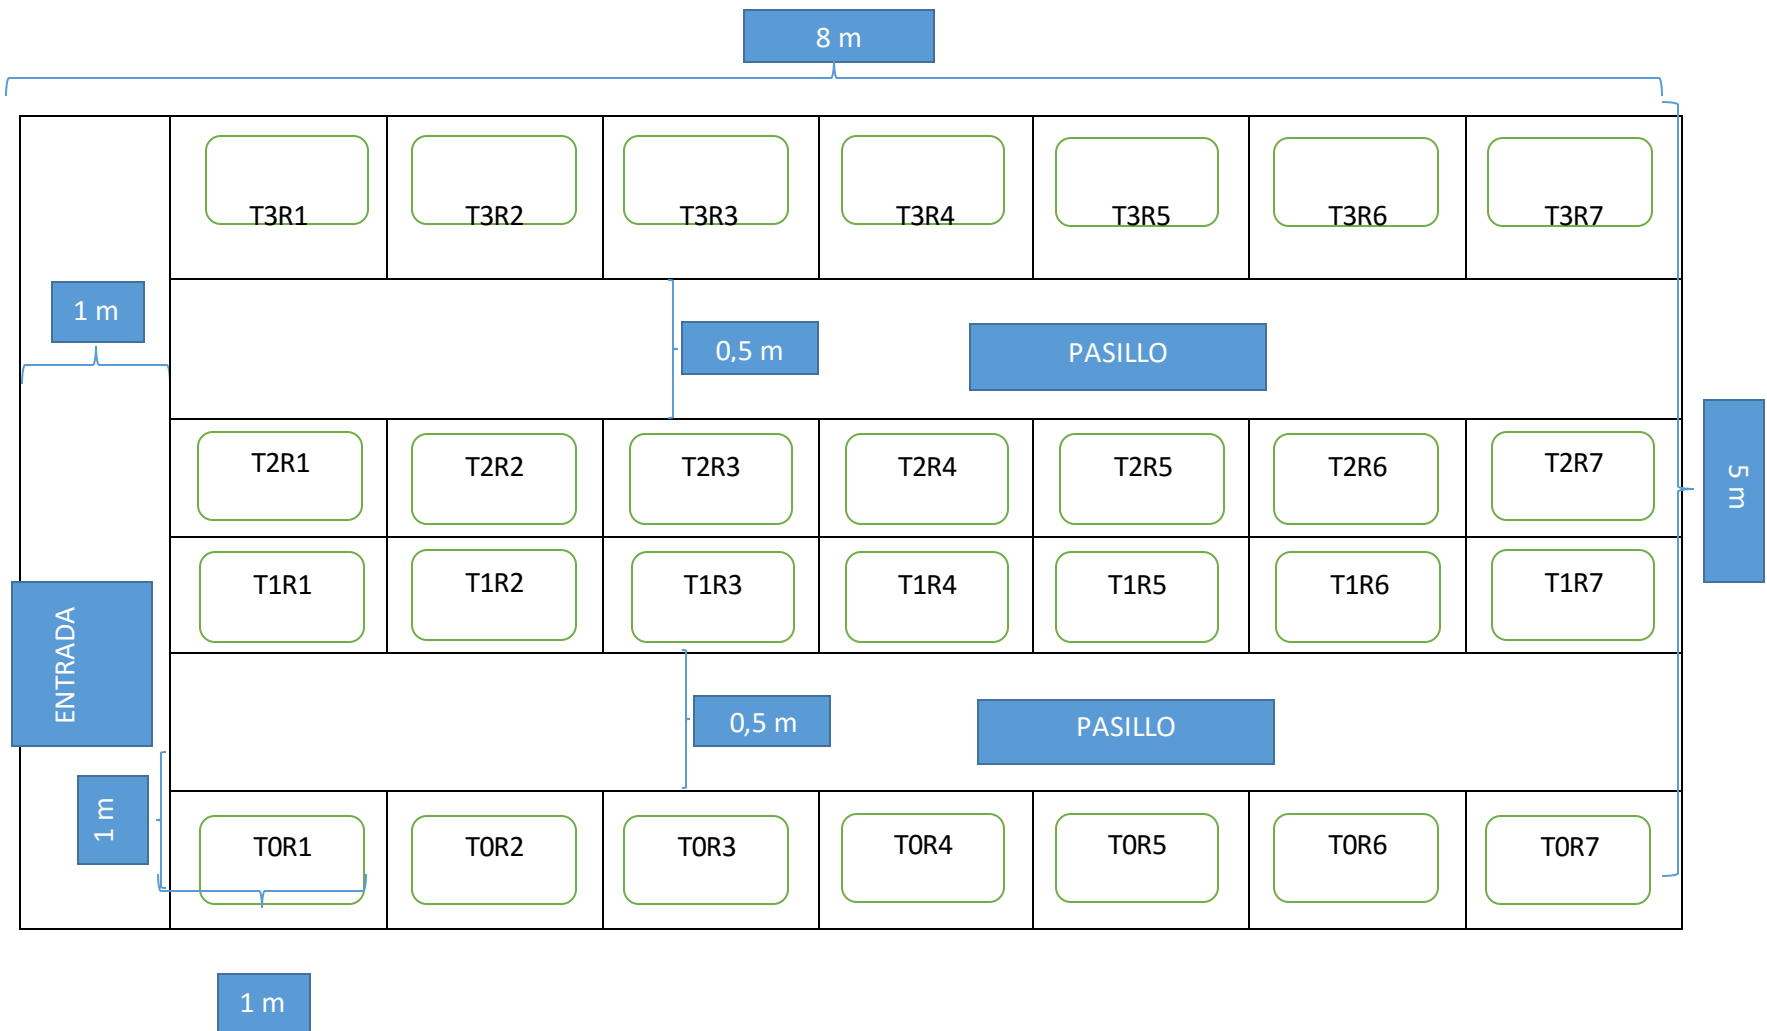 8 m
T3R1 T3R2 T3R3 T3R4 T3R5 T3R6 T3R7
1 m
0,5 m
PASILLO
T2R1 T2R2 T2R3 T2R4 T2R5 T2R6 T2R7
5 m
T1R1 T1R2 T1R3 T1R4 T1R5 T1R6 T1R7
ENTRADA
0,5 m
PASILLO
1 m
T0R1 T0R2 T0R3 T0R4 T0R5 T0R6 T0R7
1 m